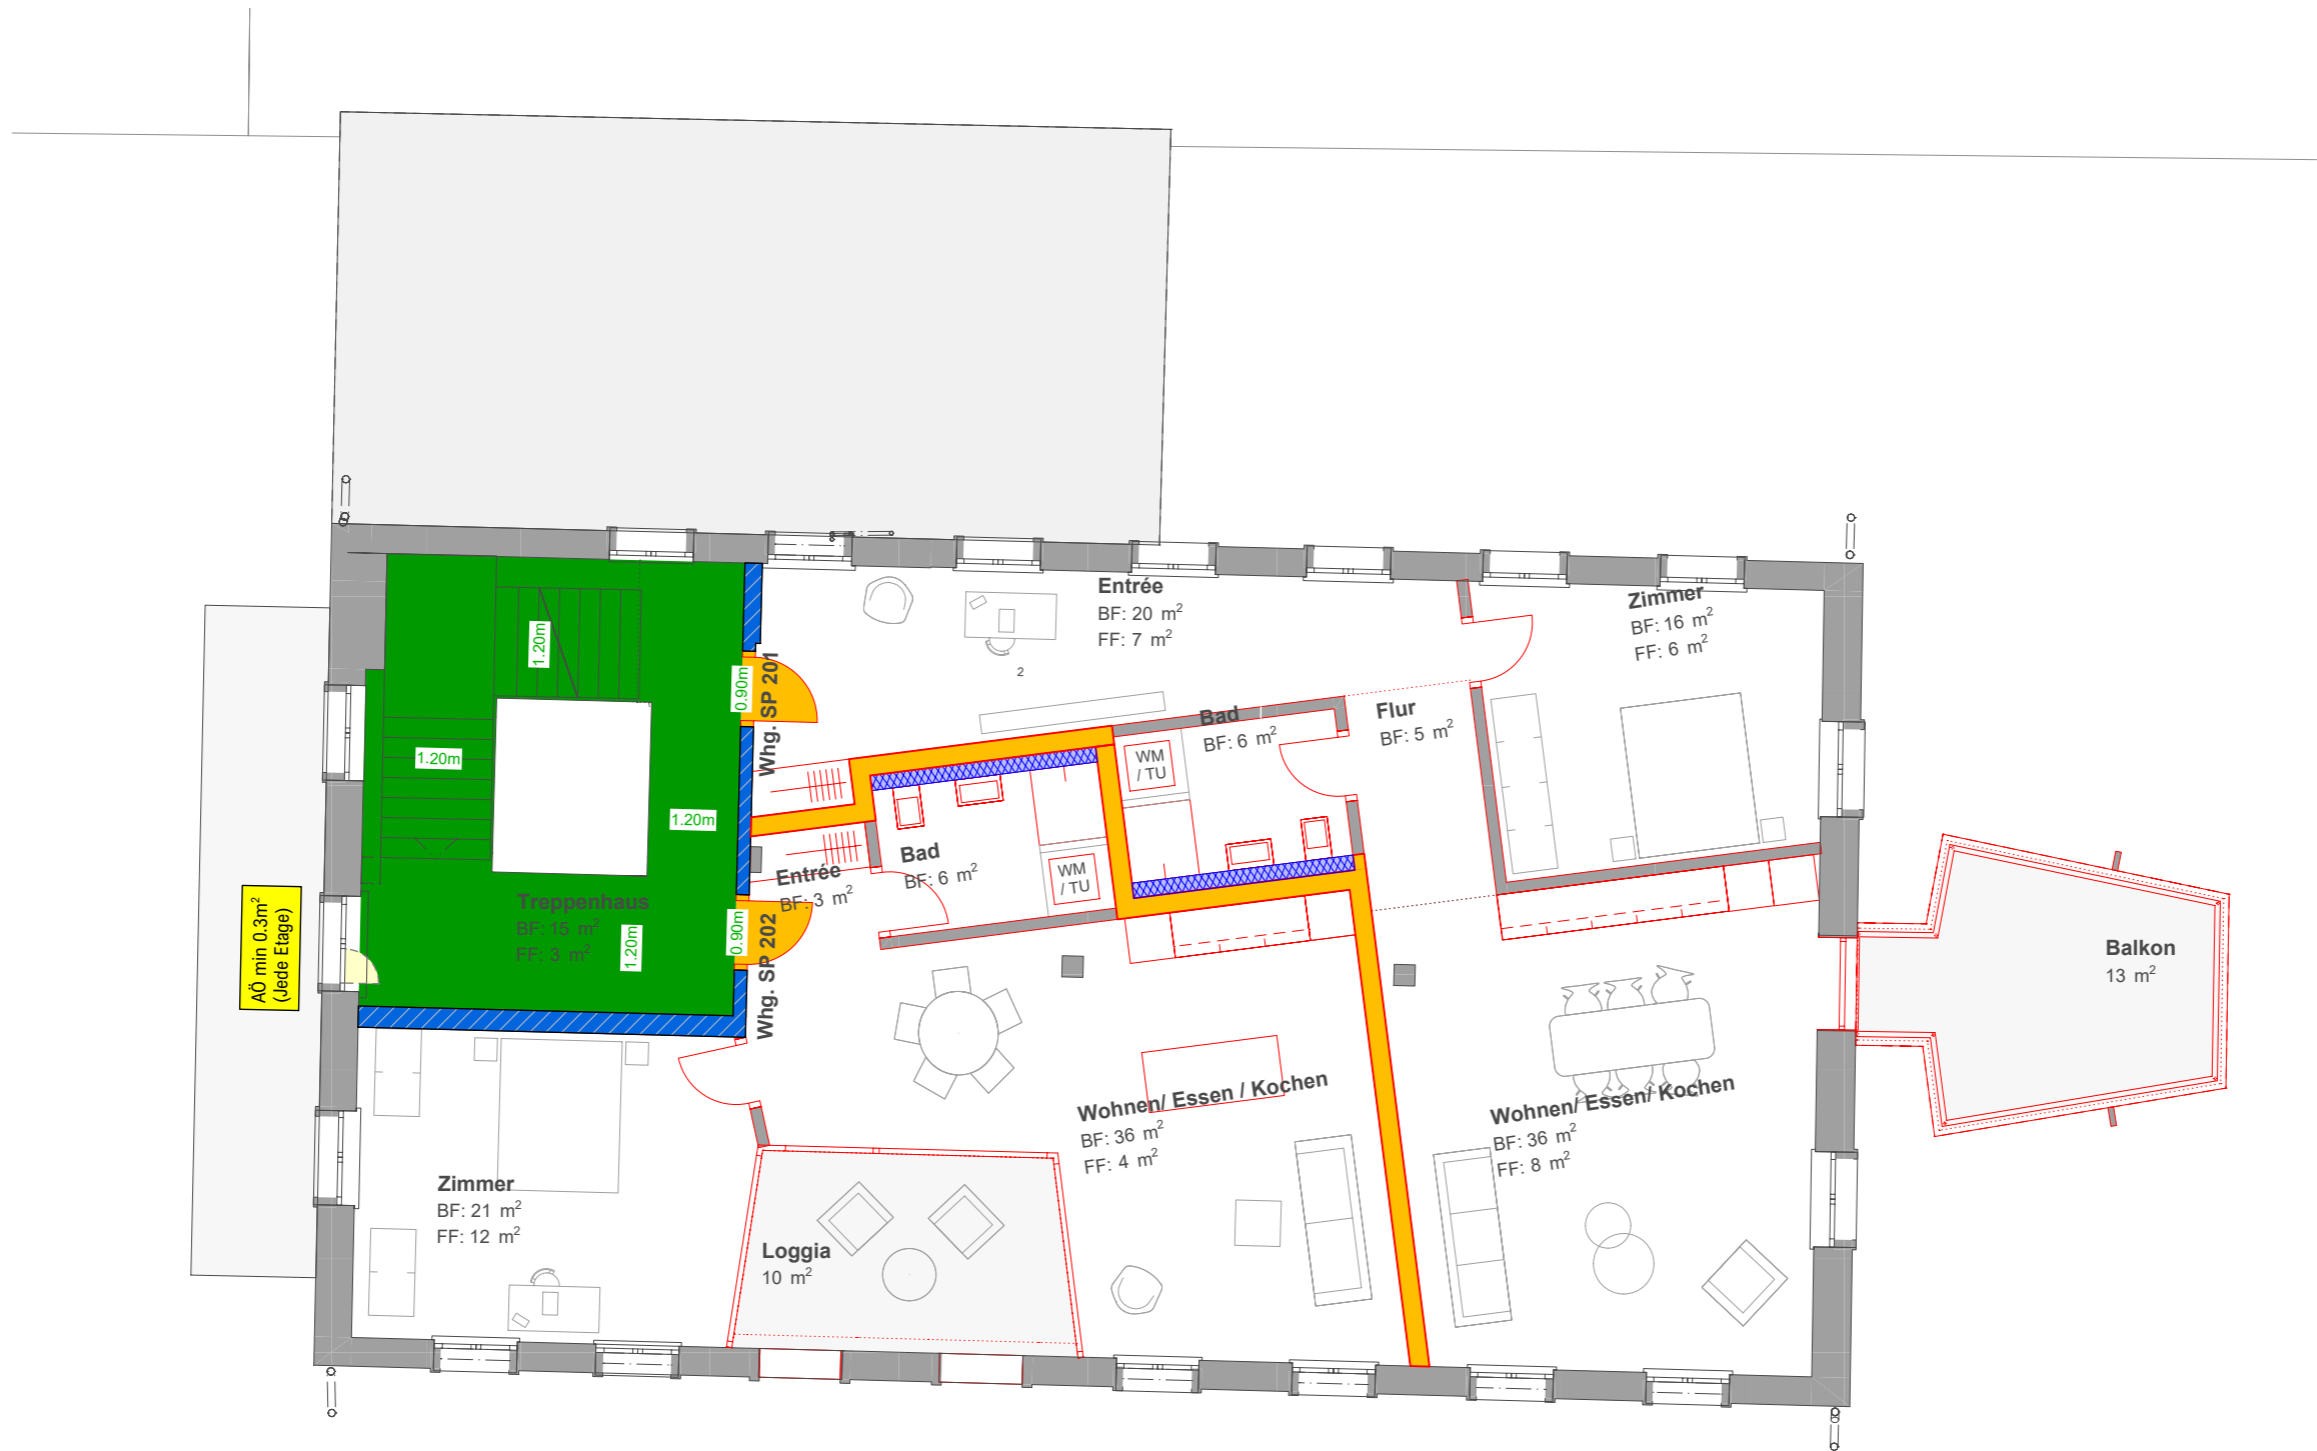 Entrée
BF: 20 m²
FF: 7 m²
2
Zimmer
BF: 16 m²
FF: 6 m²
1.20m
0.90m
Whg. SP 201
1.20m
1.20m
WM
/ TU
Bad
BF: 6 m²
Flur
BF: 5 m²
Bad
BF: 6 m²
WM
/ TU
Entrée
BF: 3 m²
Treppenhaus
BF: 15 m²
FF: 3 m²
1.20m
0.90m
Whg. SP 202
AÖ min 0.3m²
(Jede Etage)
Balkon
13 m²
Wohnen/ Essen / Kochen
BF: 36 m²
FF: 4 m²
Wohnen/ Essen/ Kochen
BF: 36 m²
FF: 8 m²
Zimmer
BF: 21 m²
FF: 12 m²
Loggia
10 m²